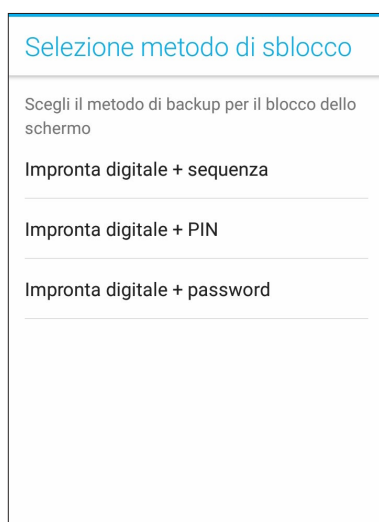 Selezione metodo di sblocco
Scegli il metodo di backup per il blocco dello
schermo
Impronta digitale + sequenza
Impronta digitale + PIN
Impronta digitale + password